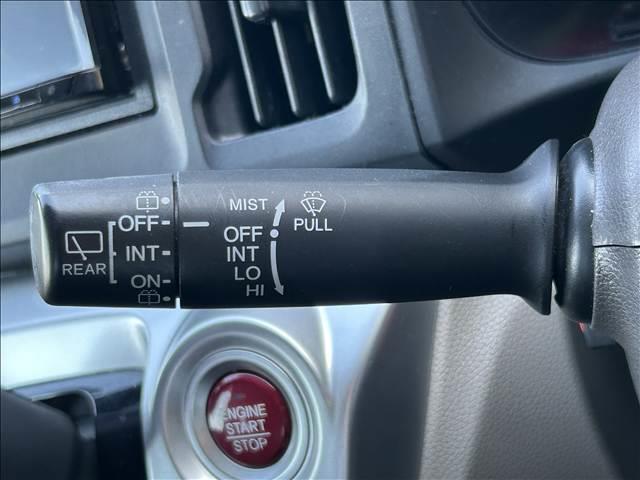 OFF
INT
ON
REAR
MIST
OFF
INT
LO
HI
PULL
ENGINE
START
STOP